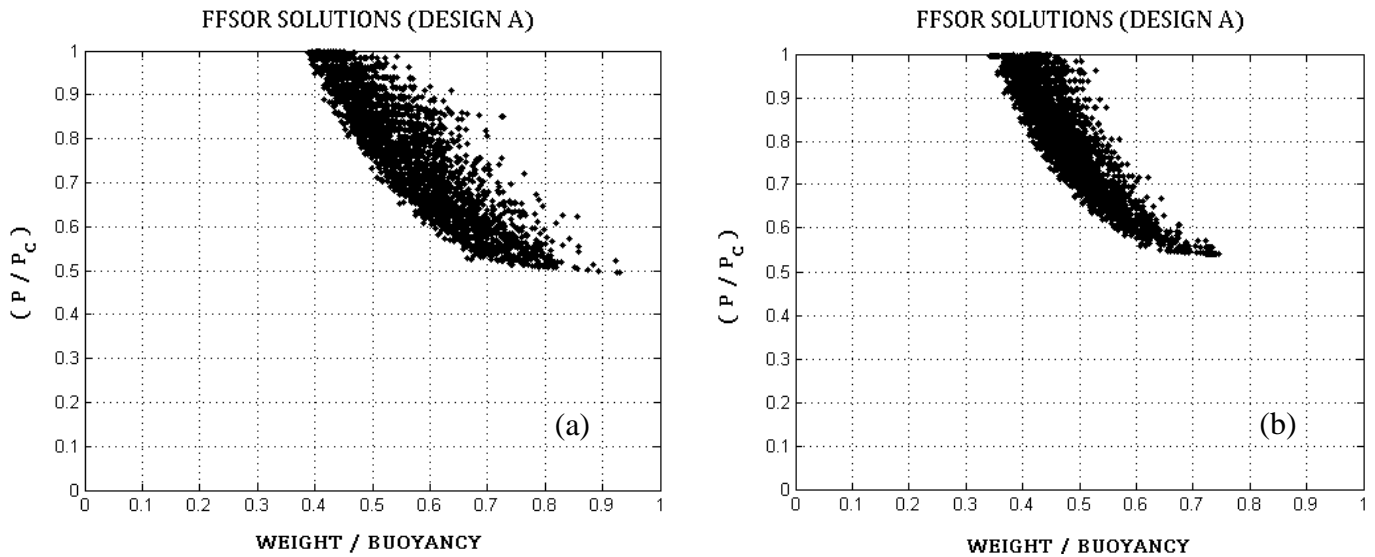 FFSOR SOLUTIONS (DESIGN A)
1
0.9
0.8
0.7
0.6
0.5
0.4
0.3
0.2
0.1
0
( P / PC )
(a)
0 0.1 0.2 0.3 0.4 0.5 0.6 0.7 0.8 0.9 1
WEIGHT / BUOYANCY
FFSOR SOLUTIONS (DESIGN A)
1
0.9
0.8
0.7
0.6
0.5
0.4
0.3
0.2
0.1
0
( P / PC )
(b)
0 0.1 0.2 0.3 0.4 0.5 0.6 0.7 0.8 0.9 1
WEIGHT / BUOYANCY